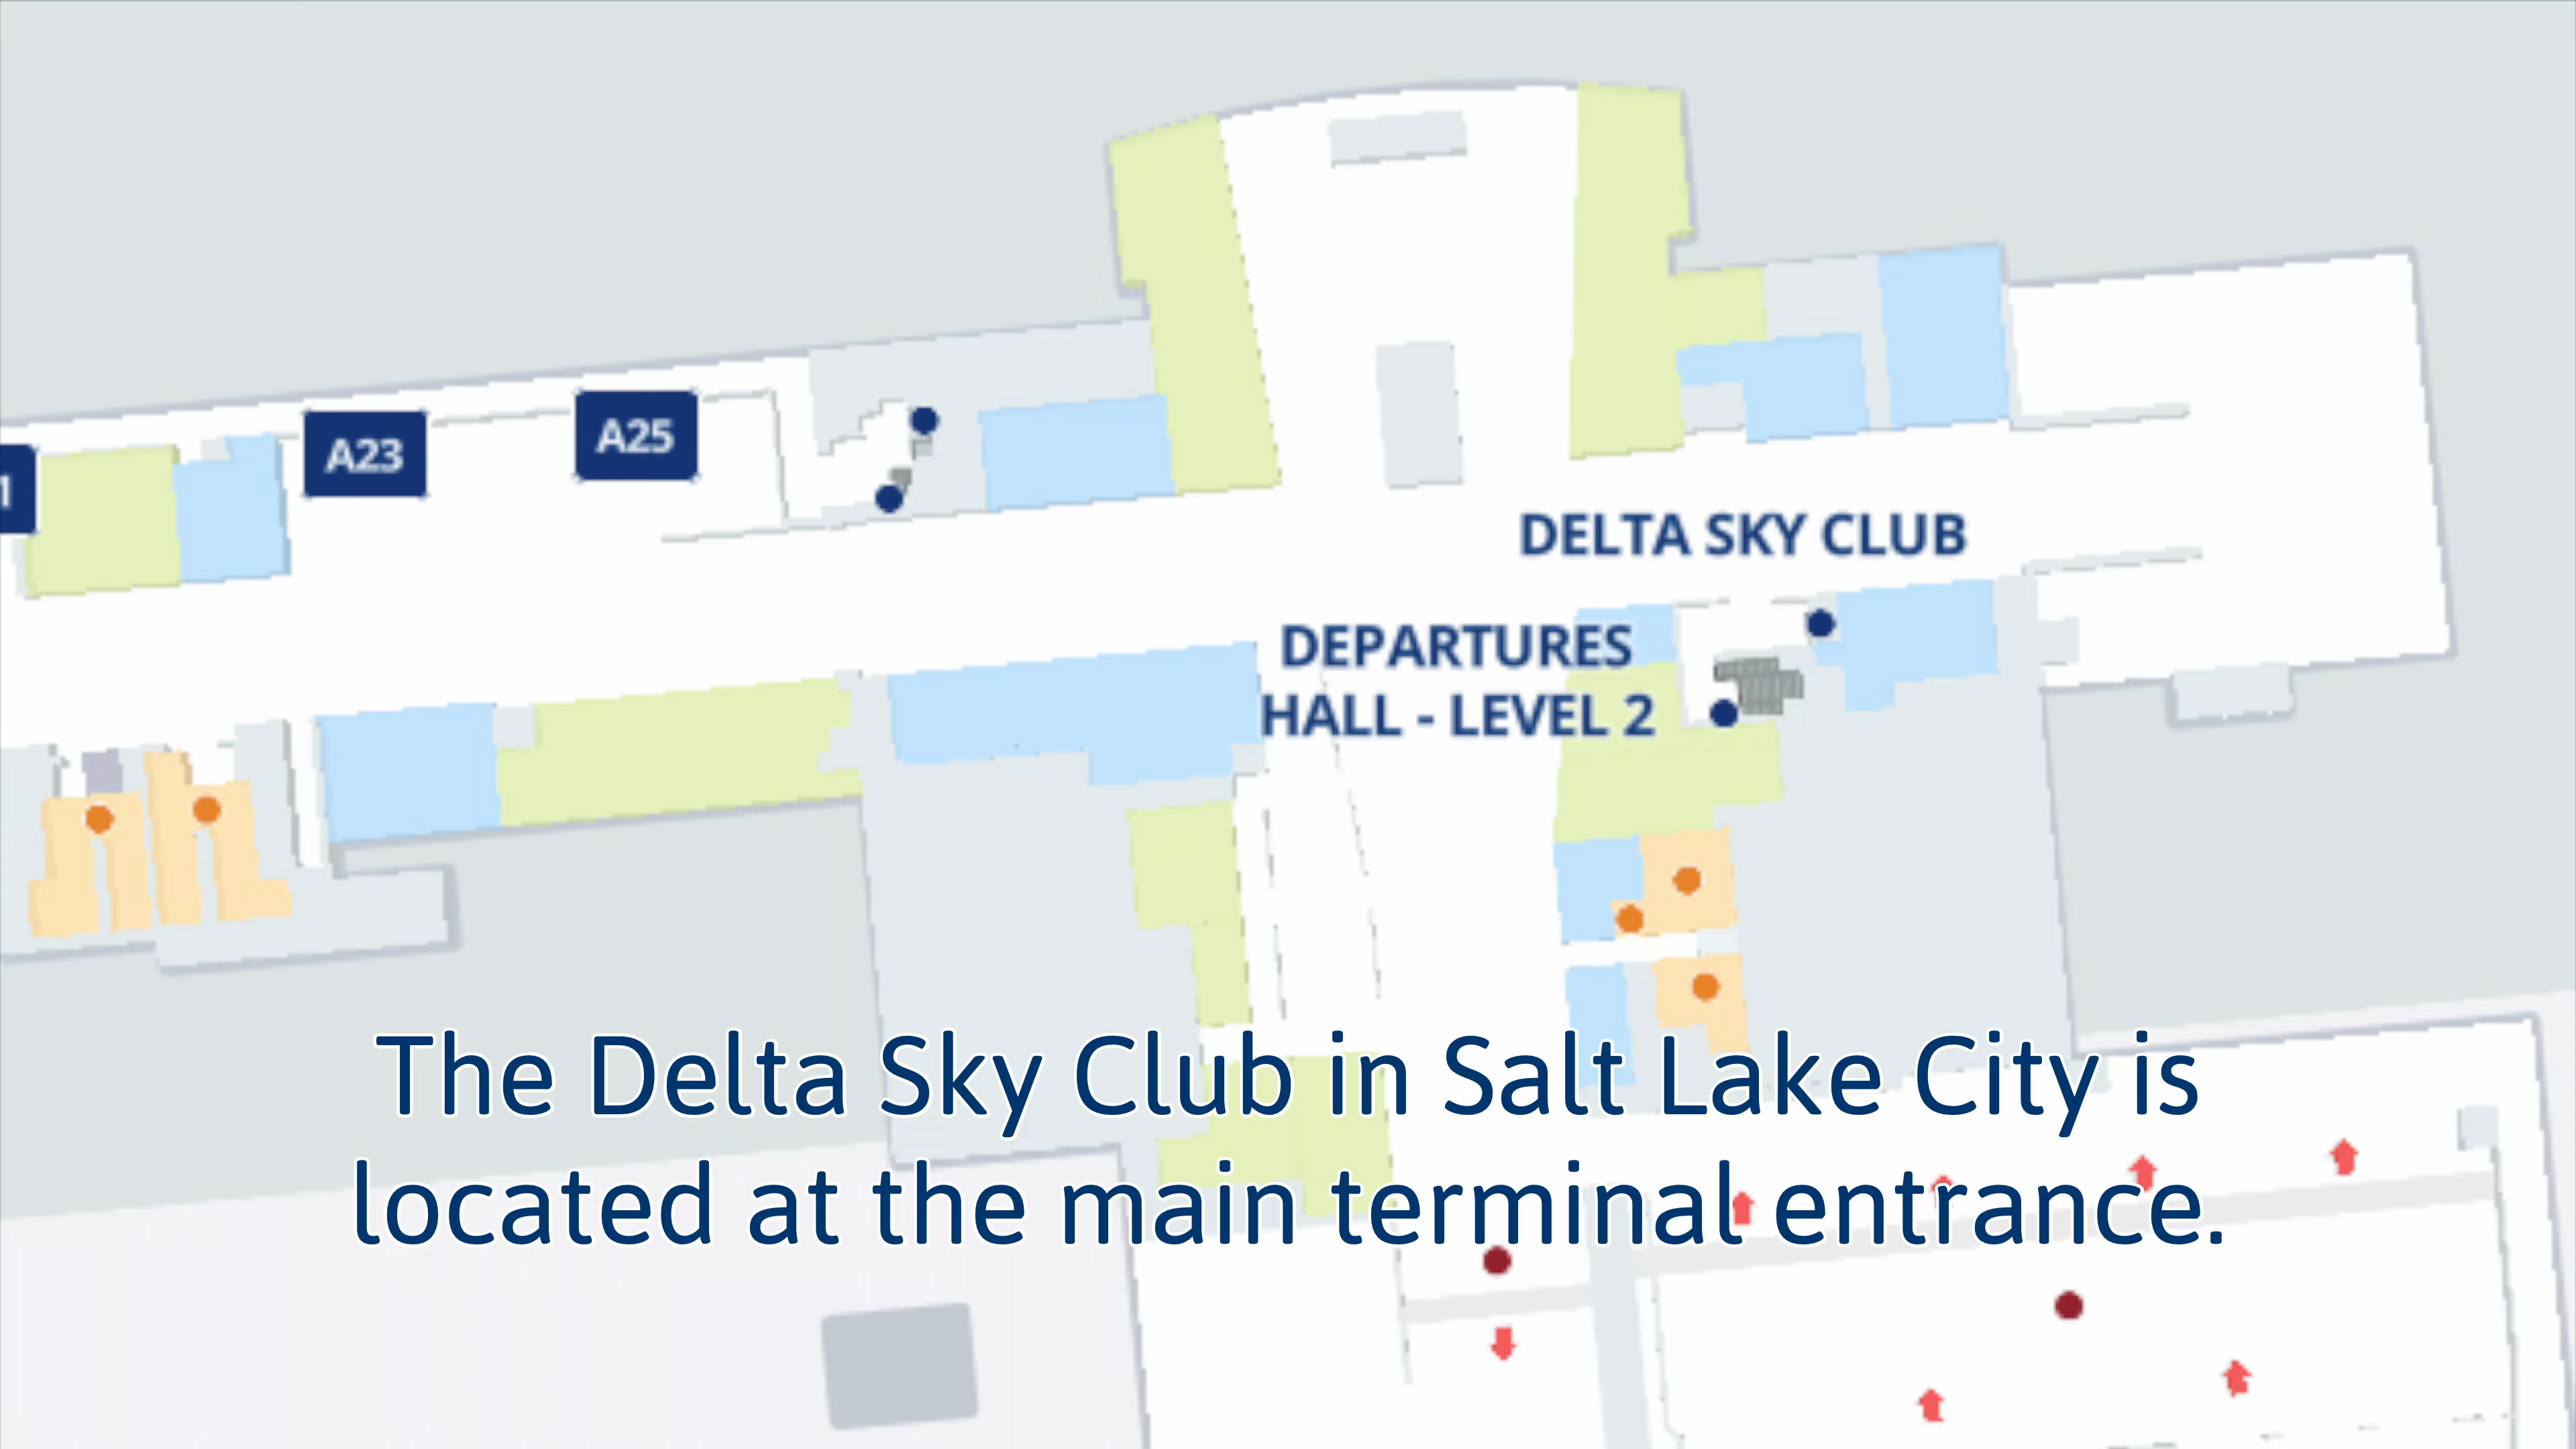 A23
A25
1
DELTA SKY CLUB
DEPARTURES
HALL - LEVEL 2
The Delta Sky Club in Salt Lake City is
located at the main terminal entrance.